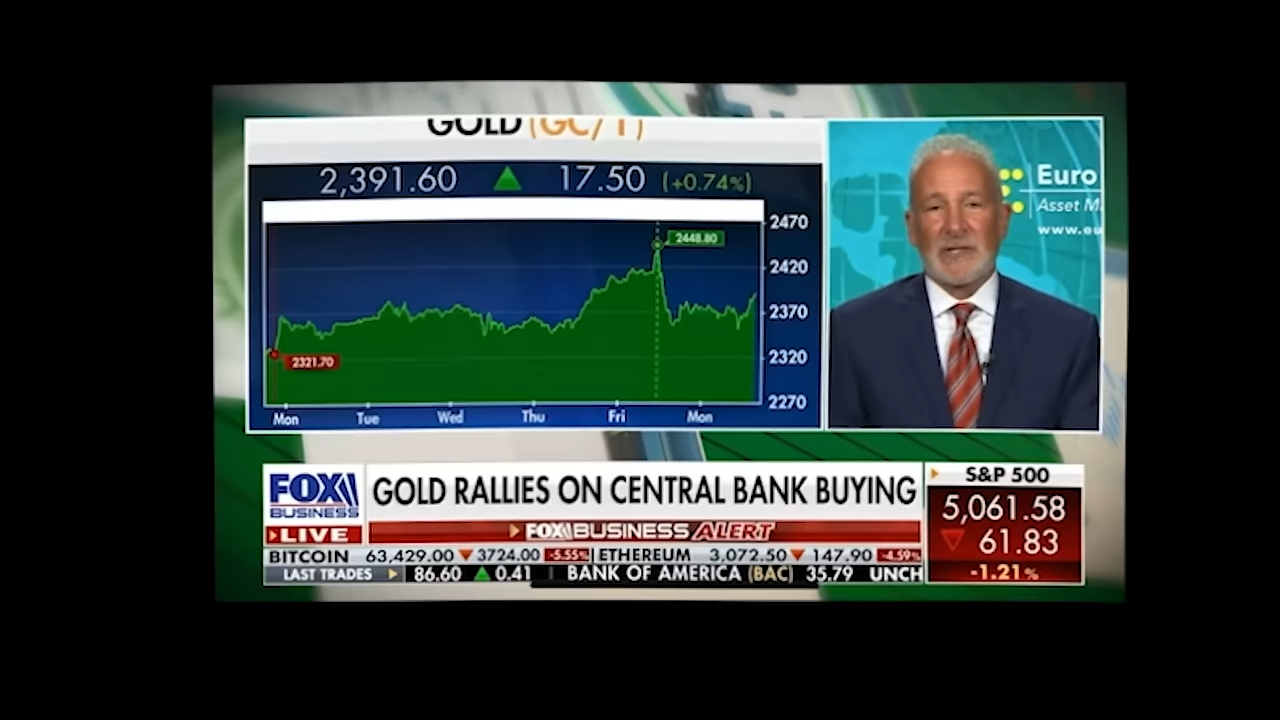 GOLD (GC/1)
2,391.60 ▲ 17.50 (+0.74%)
2470
2448.80
2420
2370
2321.70
2320
2270
Mon Tue Wed Thu Fri Mon
Euro
Asset M
www.eu
FOX
BUSINESS
LIVE
GOLD RALLIES ON CENTRAL BANK BUYING
FOX BUSINESS ALERT
S&P 500
5,061.58
▼ 61.83
-1.21%
BITCOIN 63,429.00 ▼ 3724.00 -5.55% ETHEREUM 3,072.50 ▼ 147.90 -4.59%
LAST TRADES 86.60 ▲ 0.41 BANK OF AMERICA (BAC) 35.79 UNCH